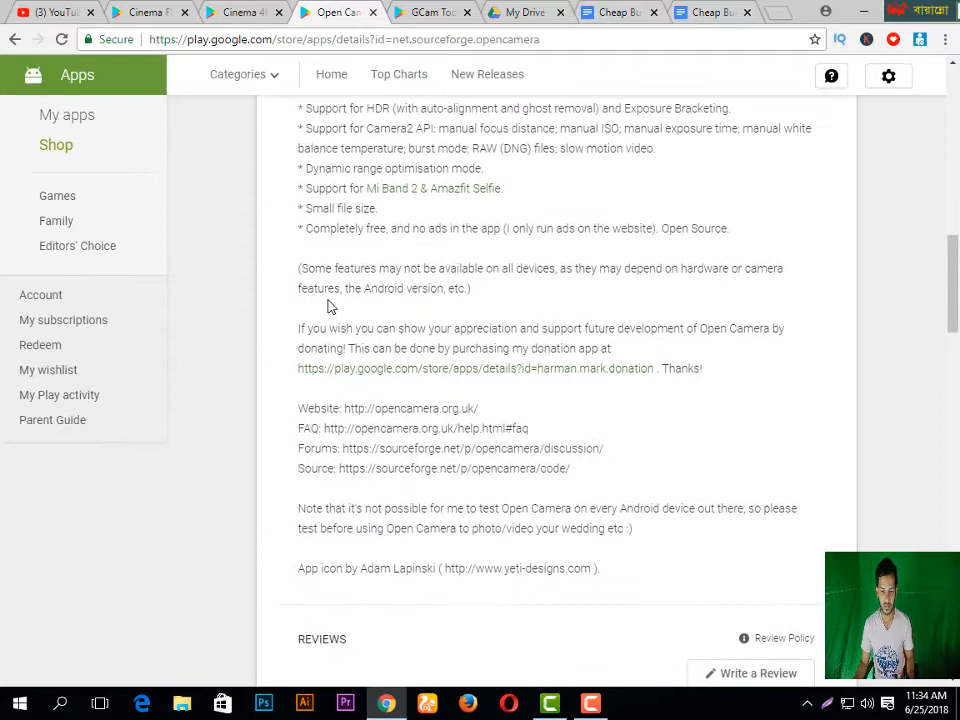 (3) YouTu
Cinema F
Cinema 4
Open Can
GCam Too
My Drive
Cheap Bu
Cheap Bu
Secure
https://play.google.com/store/apps/details?id=net.sourceforge.opencamera
বায়ান্নো
Apps
Categories
Home
Top Charts
New Releases
My apps
Shop
Games
Family
Editors' Choice
Account
My subscriptions
Redeem
My wishlist
My Play activity
Parent Guide
* Support for HDR (with auto-alignment and ghost removal) and Exposure Bracketing.
* Support for Camera2 API: manual focus distance; manual ISO; manual exposure time; manual white
balance temperature; burst mode; RAW (DNG) files; slow motion video.
* Dynamic range optimisation mode.
* Support for Mi Band 2 & Amazfit Selfie.
* Small file size.
* Completely free, and no ads in the app (I only run ads on the website). Open Source.
(Some features may not be available on all devices, as they may depend on hardware or camera
features, the Android version, etc.)
If you wish you can show your appreciation and support future development of Open Camera by
donating! This can be done by purchasing my donation app at
https://play.google.com/store/apps/details?id=harman.mark.donation . Thanks!
Website: http://opencamera.org.uk/
FAQ: http://opencamera.org.uk/help.html#faq
Forums: https://sourceforge.net/p/opencamera/discussion/
Source: https://sourceforge.net/p/opencamera/code/
Note that it's not possible for me to test Open Camera on every Android device out there, so please
test before using Open Camera to photo/video your wedding etc :)
App icon by Adam Lapinski ( http://www.yeti-designs.com ).
REVIEWS
Review Policy
Write a Review
11:34 AM
6/25/2018